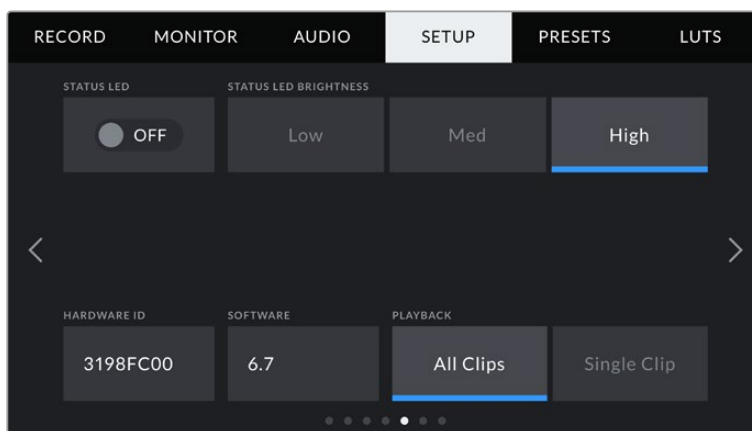 RECORD MONITOR AUDIO SETUP PRESETS LUTS
STATUS LED STATUS LED BRIGHTNESS
OFF Low Med High
HARDWARE ID SOFTWARE PLAYBACK
3198FC00 6.7 All Clips Single Clip